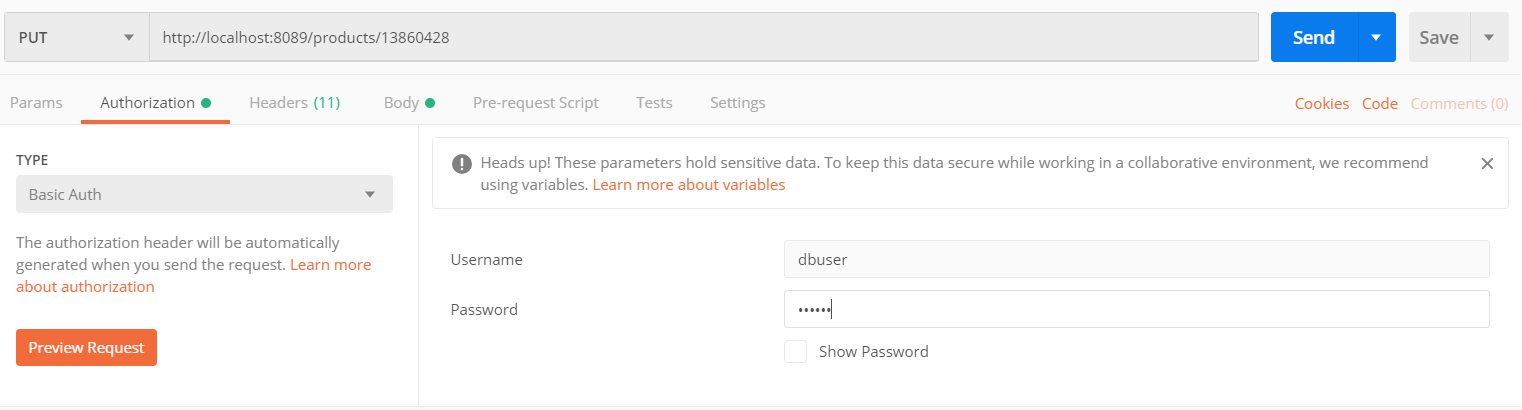 PUT http://localhost:8089/products/13860428 Send Save
Params Authorization Headers (11) Body Pre-request Script Tests Settings Cookies Code Comments (0)
TYPE
Basic Auth
The authorization header will be automatically
generated when you send the request. Learn more
about authorization
Preview Request
Heads up! These parameters hold sensitive data. To keep this data secure while working in a collaborative environment, we recommend
using variables. Learn more about variables
Username dbuser
Password ••••••
Show Password